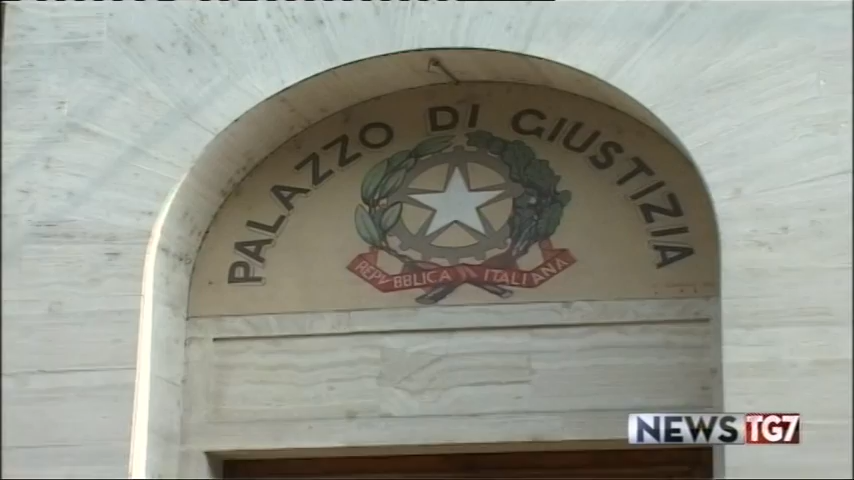 PALAZZO DI GIUSTIZIA
REPVBBLICA ITALIANA
NEWS TG7